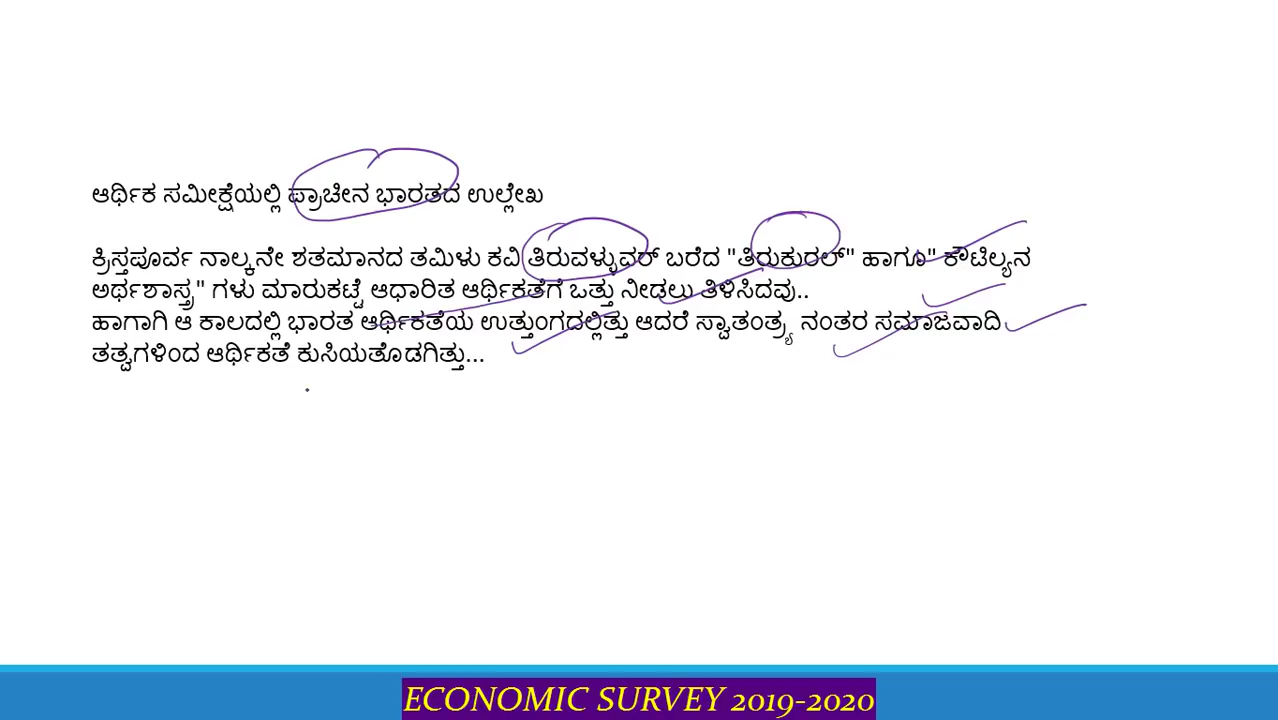 ಆರ್ಥಿಕ ಸಮೀಕ್ಷೆಯಲ್ಲಿ ಪ್ರಾಚೀನ ಭಾರತದ ಉಲ್ಲೇಖ
ಕ್ರಿಸ್ತಪೂರ್ವ ನಾಲ್ಕನೇ ಶತಮಾನದ ತಮಿಳು ಕವಿ ತಿರುವಳ್ಳುವರ್ ಬರೆದ "ತಿರುಕುರಲ್" ಹಾಗೂ" ಕೌಟಿಲ್ಯನ
ಅರ್ಥಶಾಸ್ತ್ರ" ಗಳು ಮಾರುಕಟ್ಟೆ ಆಧಾರಿತ ಆರ್ಥಿಕತೆಗೆ ಒತ್ತು ನೀಡಲು ತಿಳಿಸಿದವು..
ಹಾಗಾಗಿ ಆ ಕಾಲದಲ್ಲಿ ಭಾರತ ಆರ್ಥಿಕತೆಯ ಉತ್ತುಂಗದಲ್ಲಿತ್ತು ಆದರೆ ಸ್ವಾತಂತ್ರ್ಯ ನಂತರ ಸಮಾಜವಾದಿ
ತತ್ವಗಳಿಂದ ಆರ್ಥಿಕತೆ ಕುಸಿಯತೊಡಗಿತ್ತು...
ECONOMIC SURVEY 2019-2020